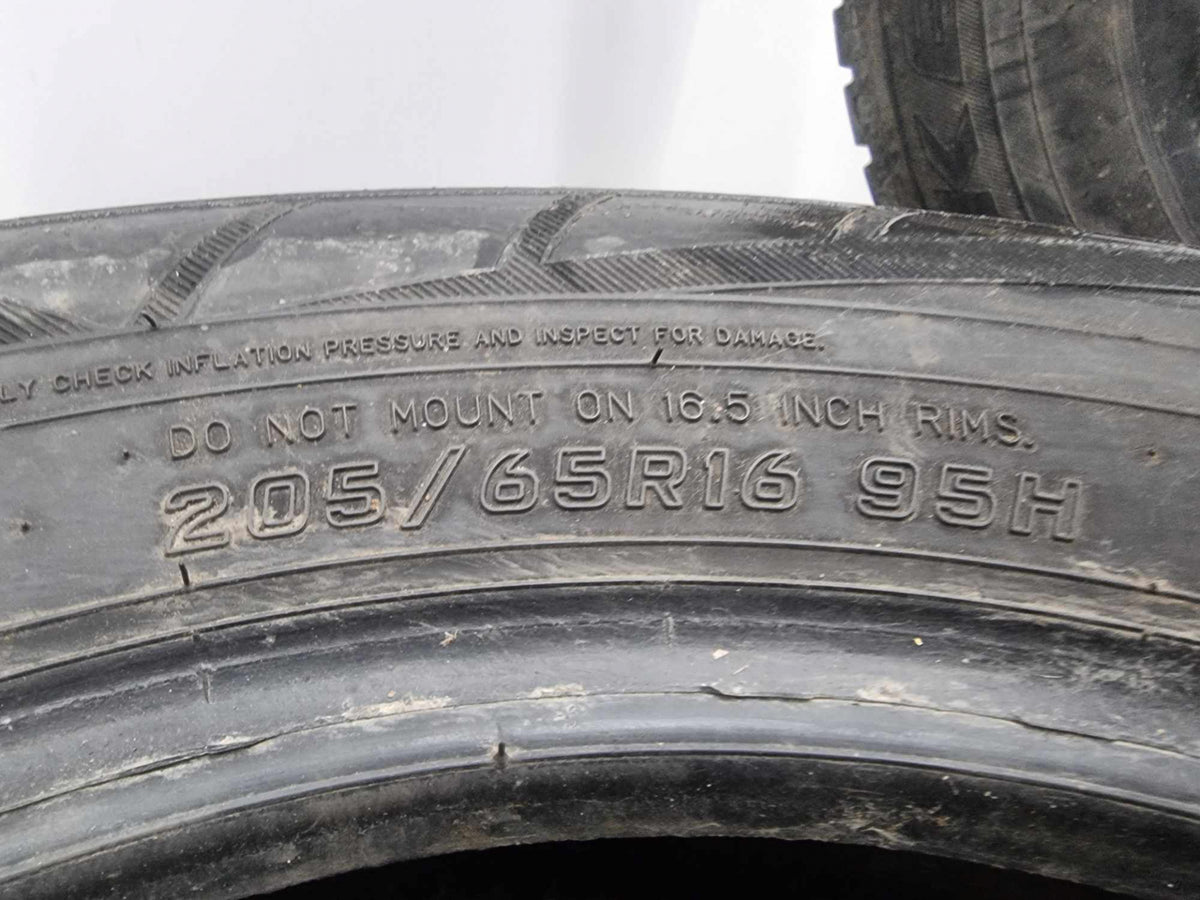 LY CHECK INFLATION PRESSURE AND INSPECT FOR DAMAGE.
DO NOT MOUNT ON 16.5 INCH RIMS.
205/65R16 95H